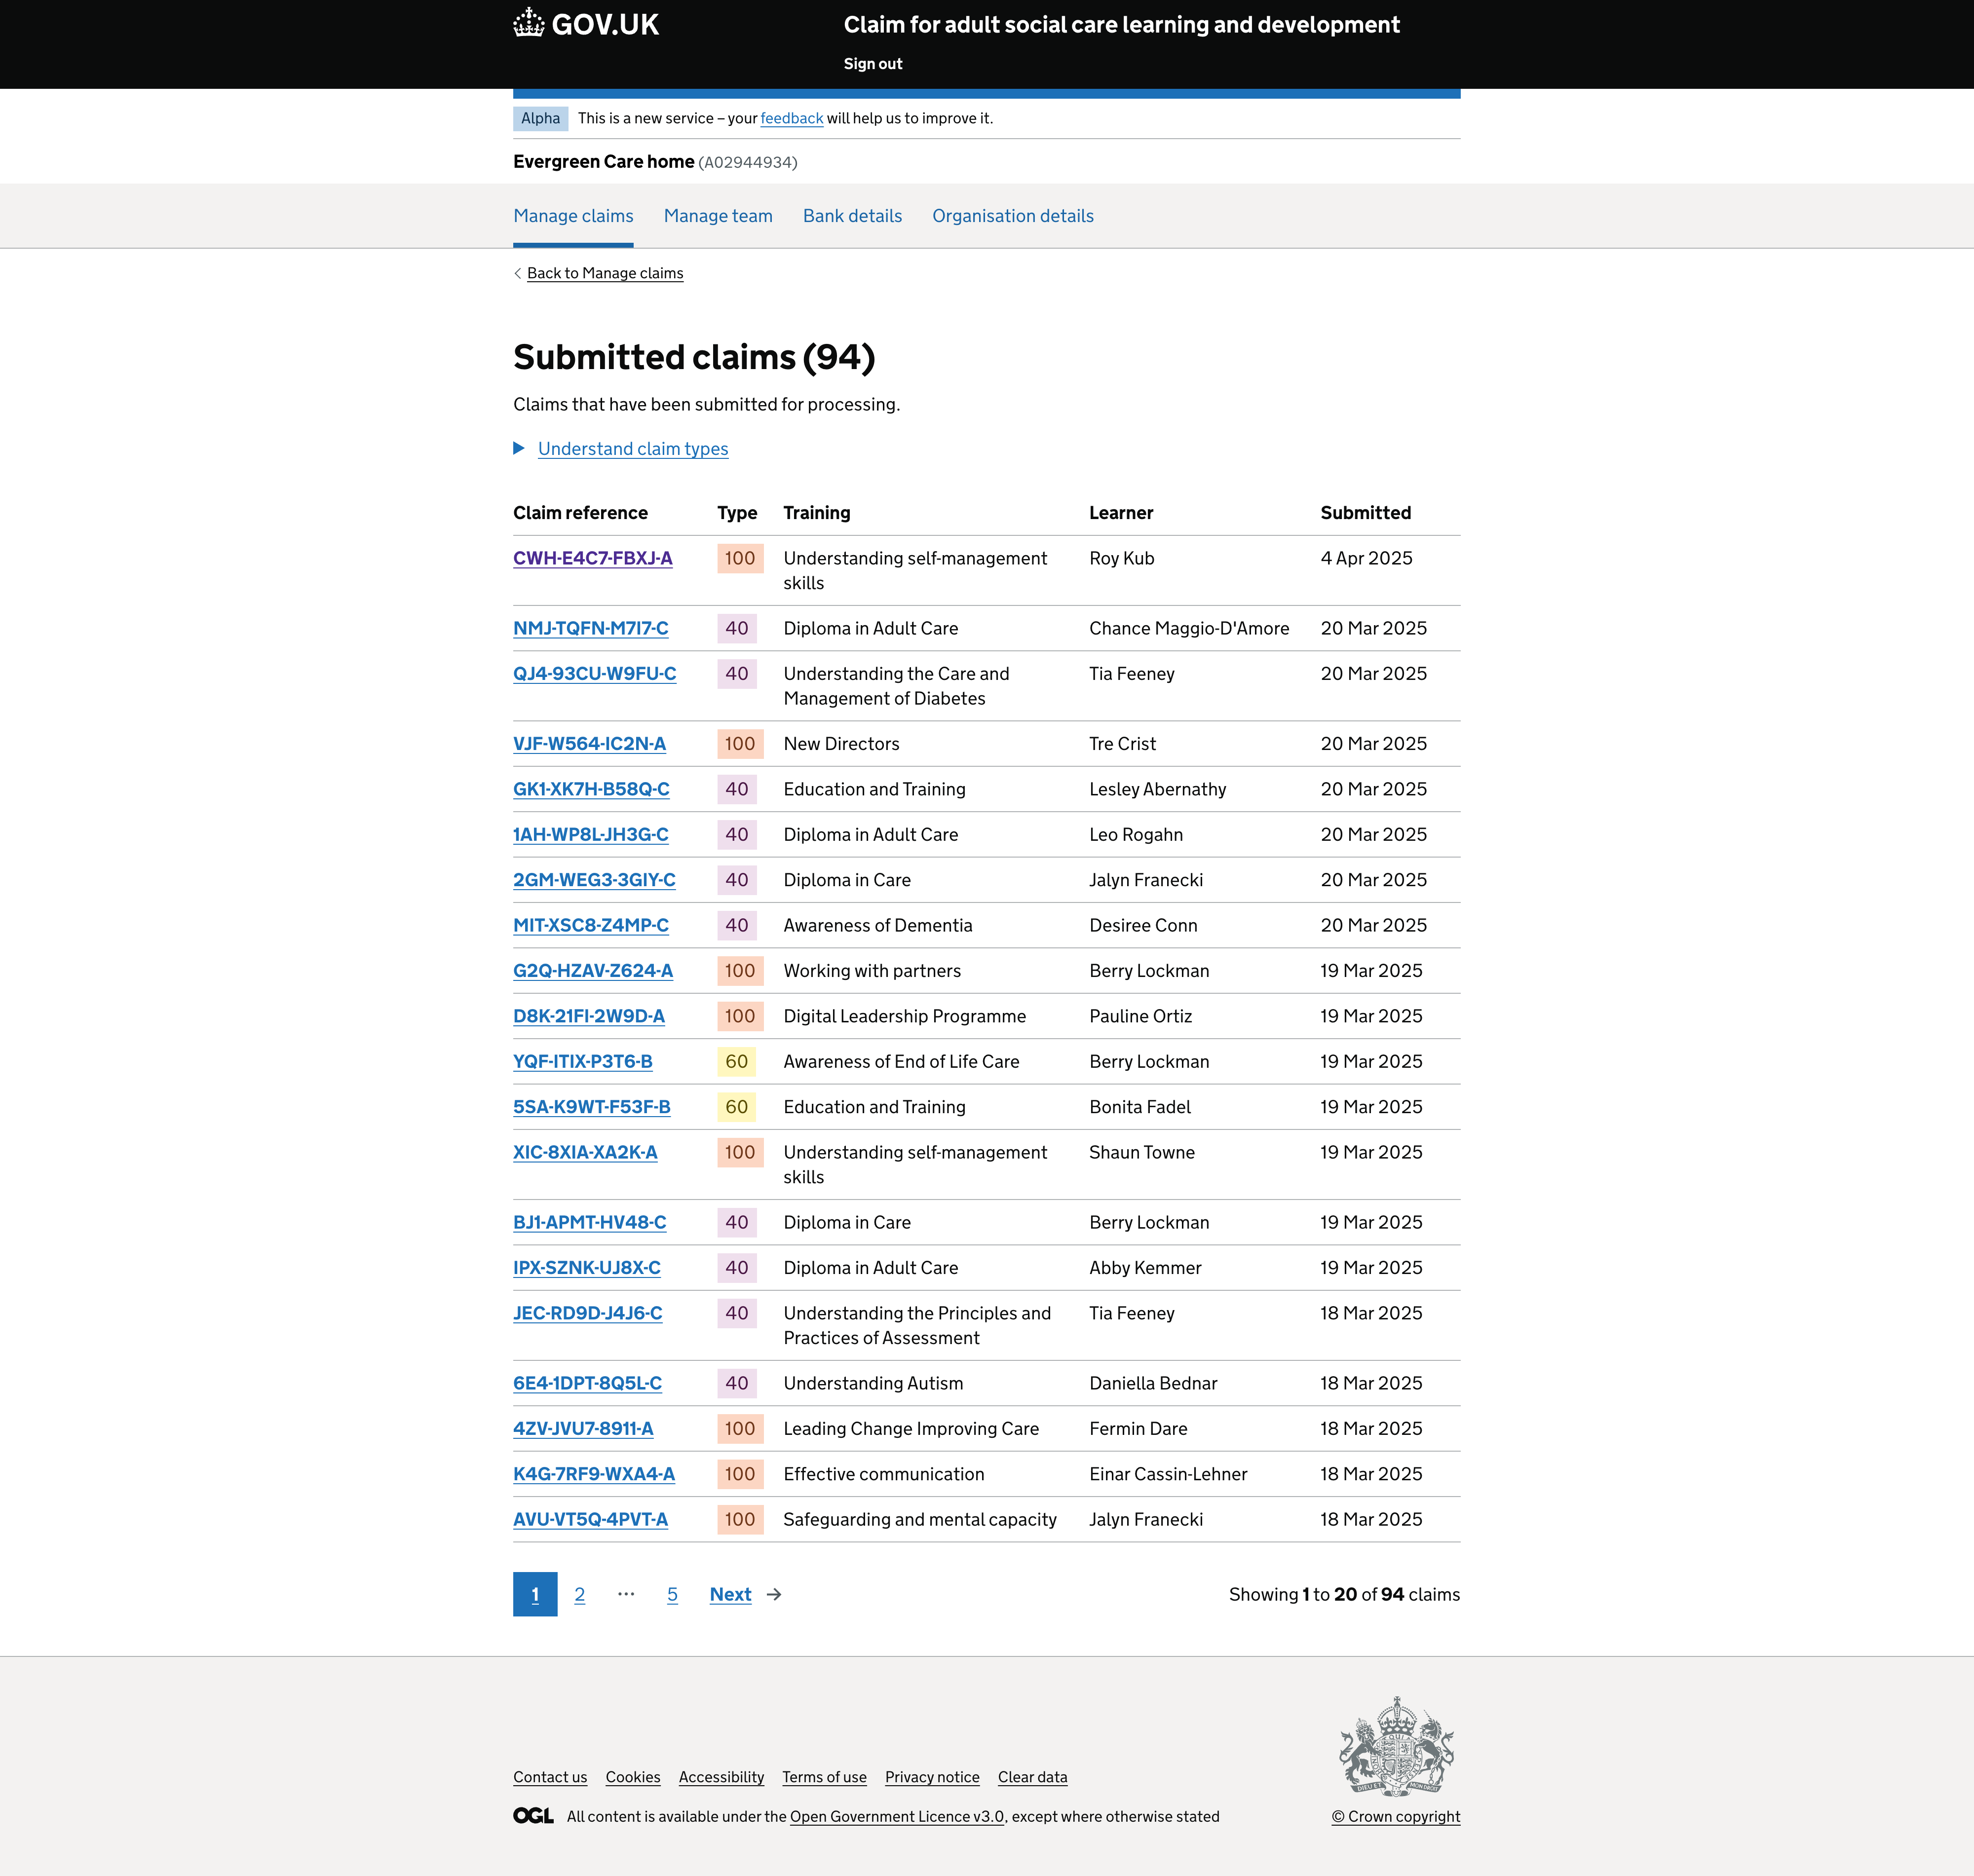 GOV.UK
Claim for adult social care learning and development
Sign out
Alpha This is a new service – your feedback will help us to improve it.
Evergreen Care home (A02944934)
Manage claims Manage team Bank details Organisation details
Back to Manage claims
Submitted claims (94)
Claims that have been submitted for processing.
Understand claim types
Claim reference Type Training Learner Submitted
CWH-E4C7-FBXJ-A 100 Understanding self-management Roy Kub 4 Apr 2025
skills
NMJ-TQFN-M7I7-C 40 Diploma in Adult Care Chance Maggio-D'Amore 20 Mar 2025
QJ4-93CU-W9FU-C 40 Understanding the Care and Tia Feeney 20 Mar 2025
Management of Diabetes
VJF-W564-IC2N-A 100 New Directors Tre Crist 20 Mar 2025
GK1-XK7H-B58Q-C 40 Education and Training Lesley Abernathy 20 Mar 2025
1AH-WP8L-JH3G-C 40 Diploma in Adult Care Leo Rogahn 20 Mar 2025
2GM-WEG3-3GIY-C 40 Diploma in Care Jalyn Franecki 20 Mar 2025
MIT-XSC8-Z4MP-C 40 Awareness of Dementia Desiree Conn 20 Mar 2025
G2Q-HZAV-Z624-A 100 Working with partners Berry Lockman 19 Mar 2025
D8K-21FI-2W9D-A 100 Digital Leadership Programme Pauline Ortiz 19 Mar 2025
YQF-ITIX-P3T6-B 60 Awareness of End of Life Care Berry Lockman 19 Mar 2025
5SA-K9WT-F53F-B 60 Education and Training Bonita Fadel 19 Mar 2025
XIC-8XIA-XA2K-A 100 Understanding self-management Shaun Towne 19 Mar 2025
skills
BJ1-APMT-HV48-C 40 Diploma in Care Berry Lockman 19 Mar 2025
IPX-SZNK-UJ8X-C 40 Diploma in Adult Care Abby Kemmer 19 Mar 2025
JEC-RD9D-J4J6-C 40 Understanding the Principles and Tia Feeney 18 Mar 2025
Practices of Assessment
6E4-1DPT-8Q5L-C 40 Understanding Autism Daniella Bednar 18 Mar 2025
4ZV-JVU7-8911-A 100 Leading Change Improving Care Fermin Dare 18 Mar 2025
K4G-7RF9-WXA4-A 100 Effective communication Einar Cassin-Lehner 18 Mar 2025
AVU-VT5Q-4PVT-A 100 Safeguarding and mental capacity Jalyn Franecki 18 Mar 2025
1 2 ··· 5 Next → Showing 1 to 20 of 94 claims
Contact us Cookies Accessibility Terms of use Privacy notice Clear data
OGL All content is available under the Open Government Licence v3.0, except where otherwise stated
© Crown copyright